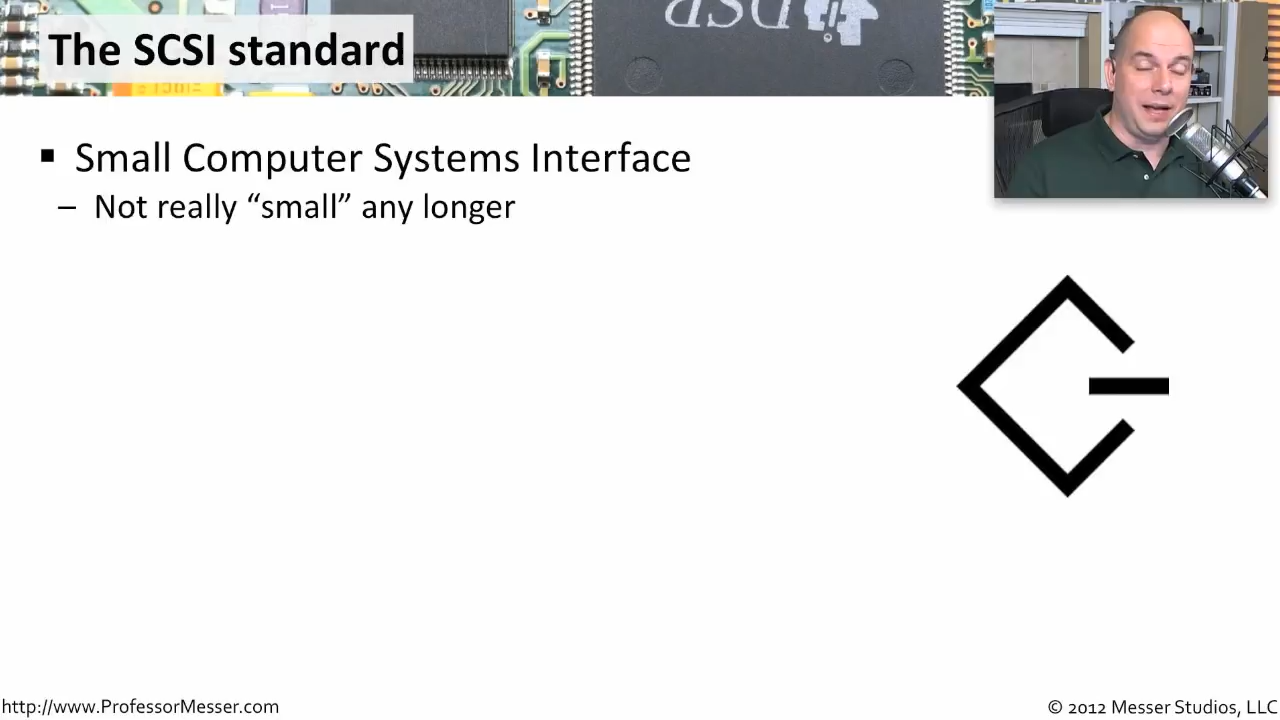 The SCSI standard
Small Computer Systems Interface
– Not really “small” any longer
http://www.ProfessorMesser.com
© 2012 Messer Studios, LLC